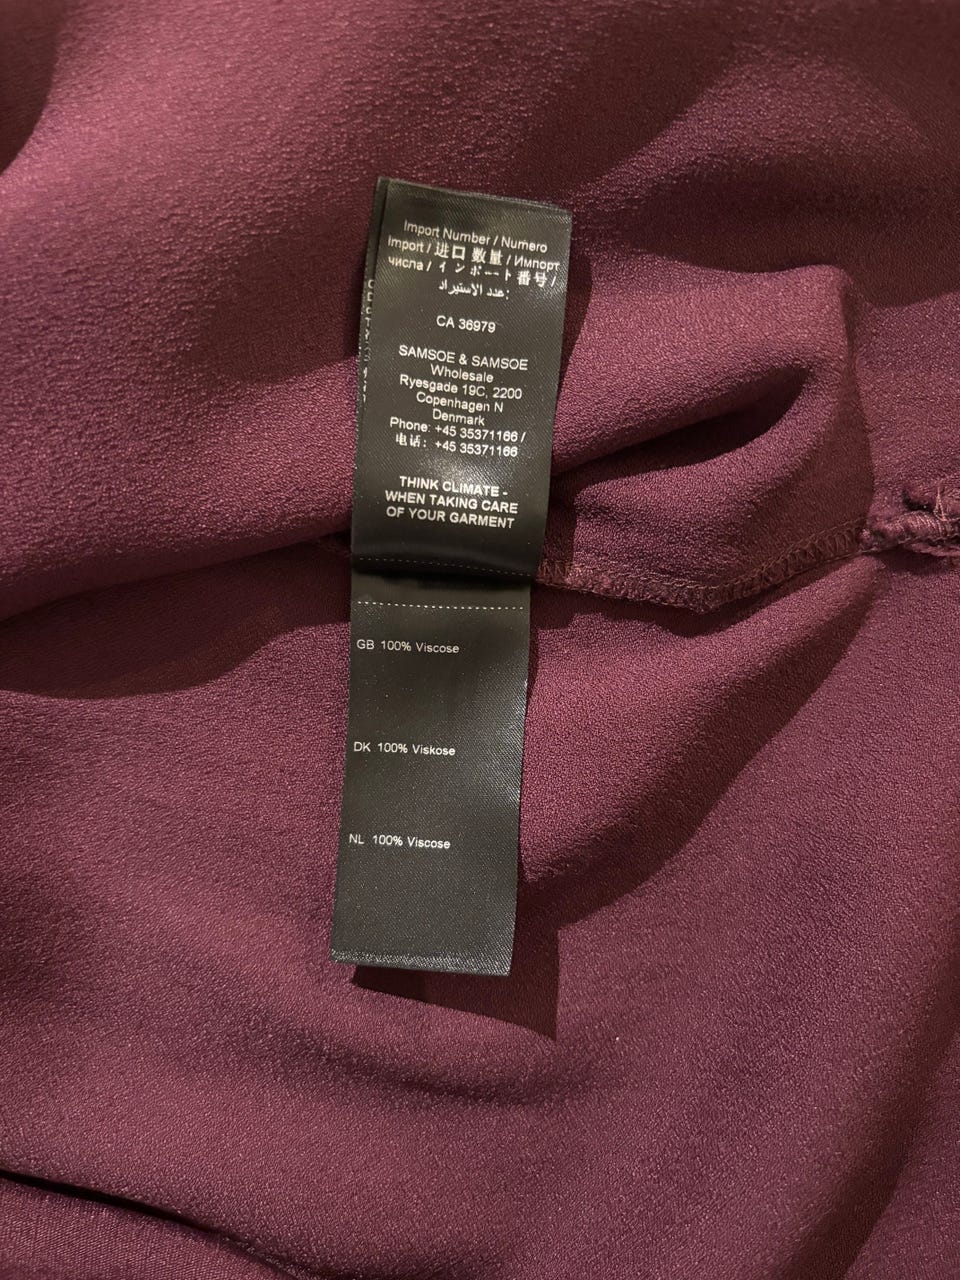 Import Number / Numero
Import / 进口 数量 / Импорт
числа / インポート 番号 /
عدد الاستيراد:
CA 36979
SAMSOE & SAMSOE
Wholesale
Ryesgade 19C, 2200
Copenhagen N
Denmark
Phone: +45 35371166 /
电话: +45 35371166
THINK CLIMATE -
WHEN TAKING CARE
OF YOUR GARMENT
GB 100% Viscose
DK 100% Viskose
NL 100% Viscose